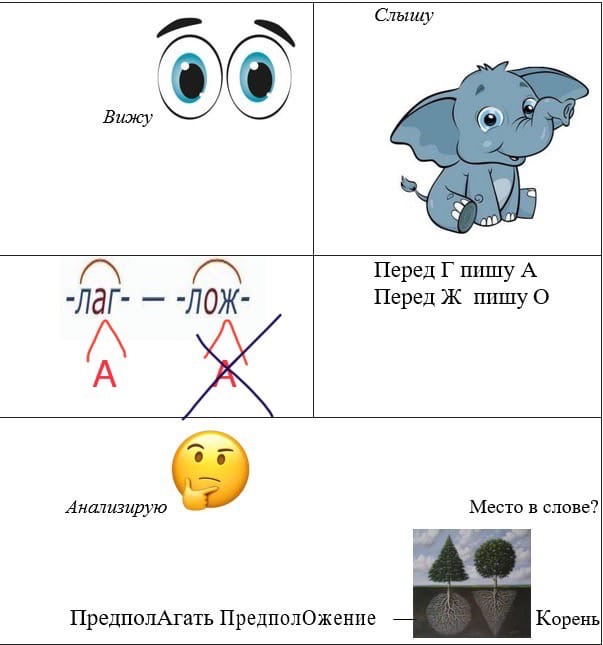 Вижу
Слышу
-лаг- — -лож-
А
А
Перед Г пишу А
Перед Ж пишу О
Анализирую
Место в слове?
ПредполАгать ПредполОжение — Корень